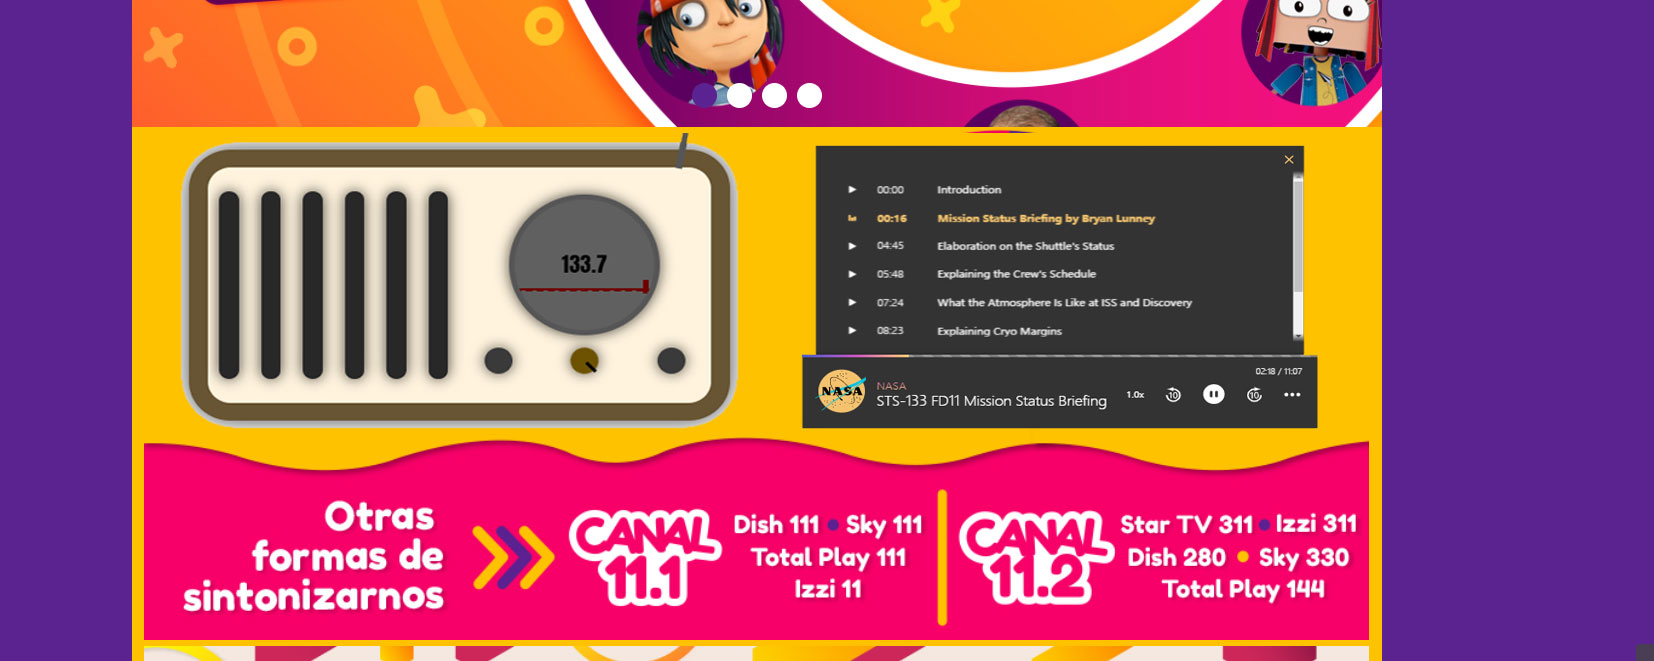 133.7
00:00 Introduction
00:16 Mission Status Briefing by Bryan Lunney
04:45 Elaboration on the Shuttle's Status
05:48 Explaining the Crew's Schedule
07:24 What the Atmosphere Is Like at ISS and Discovery
08:23 Explaining Cryo Margins
02:18 / 11:07
NASA
NASA
STS-133 FD11 Mission Status Briefing
1.0x
10
10
Otras
formas de
sintonizarnos
CANAL
11.1
Dish 111 • Sky 111
Total Play 111
Izzi 11
CANAL
11.2
Star TV 311 • Izzi 311
Dish 280 • Sky 330
Total Play 144